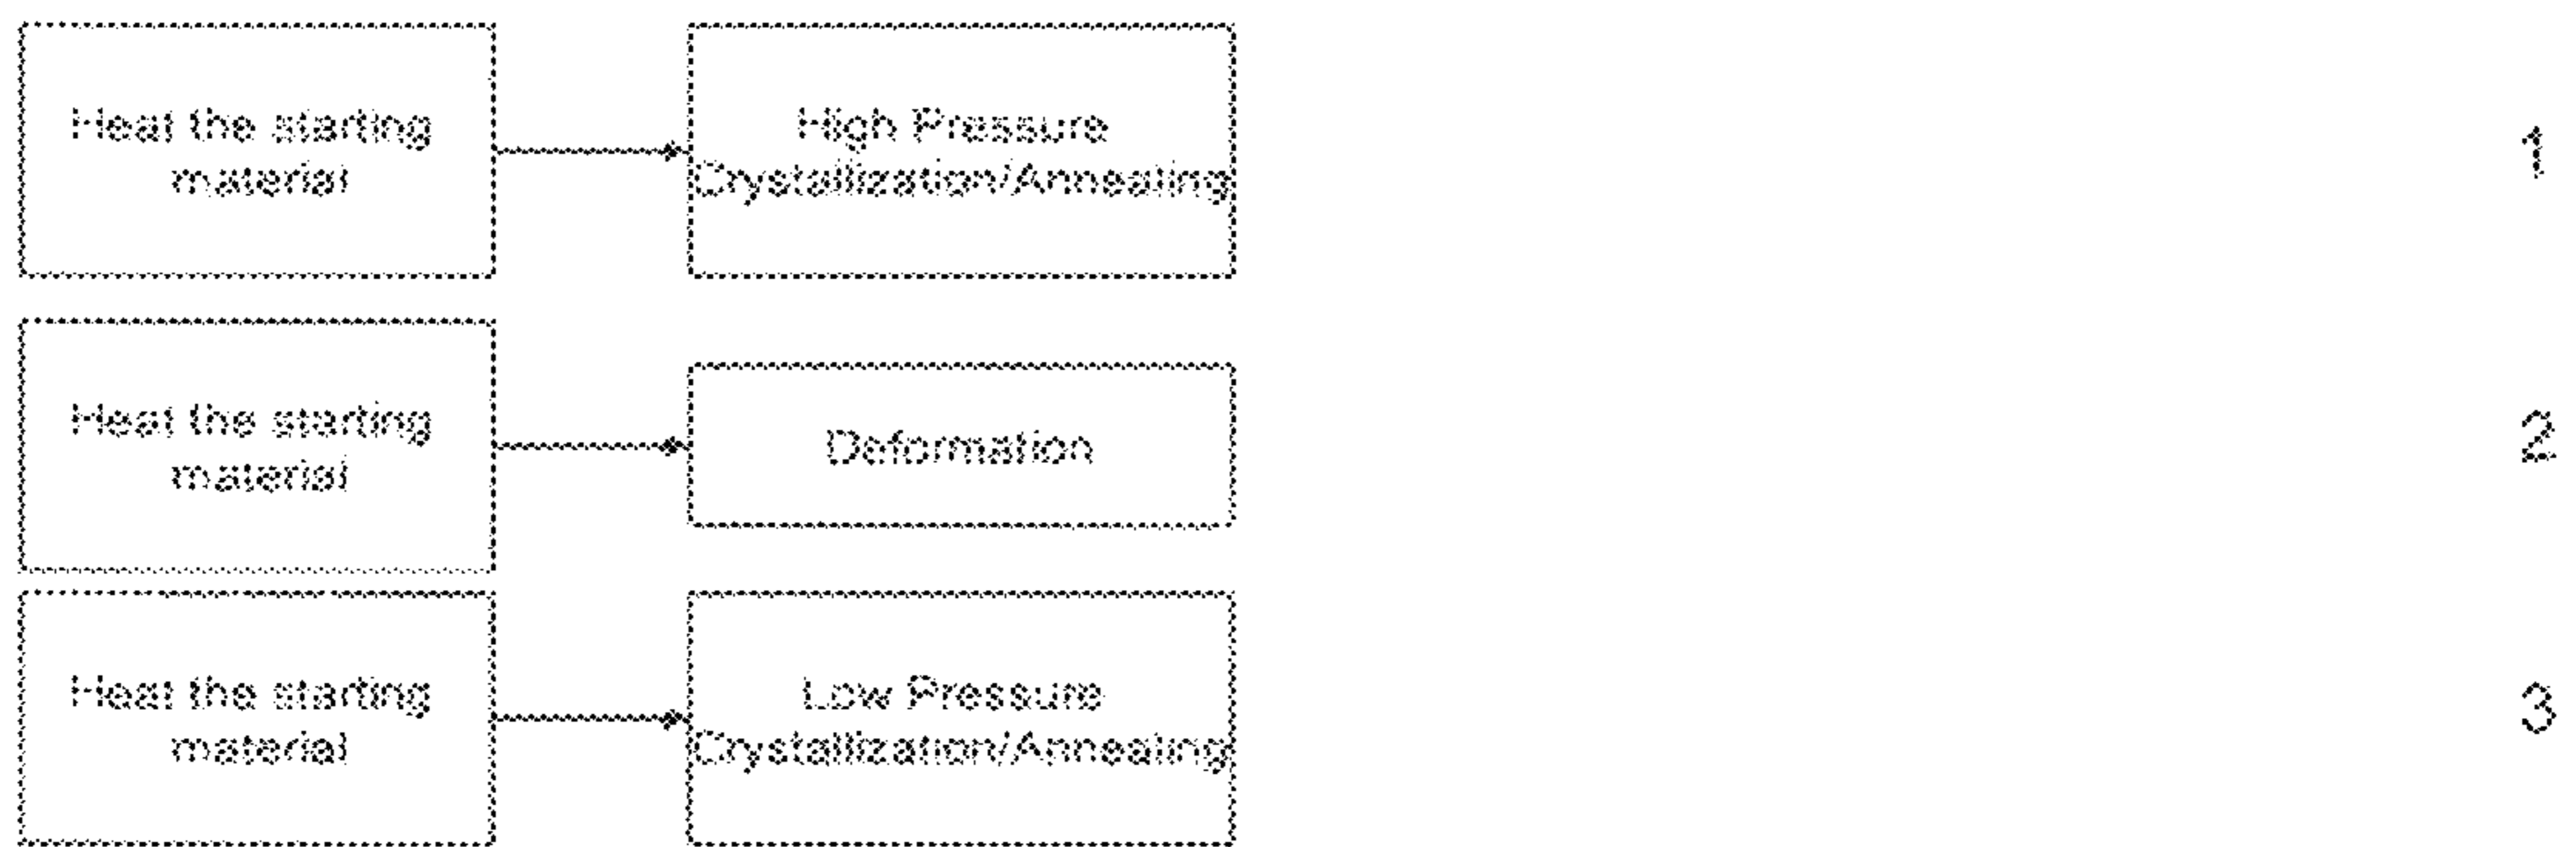 Heat the starting
material
High Pressure
Crystallization/Annealing
1
Heat the starting
material
Deformation
2
Heat the starting
material
Low Pressure
Crystallization/Annealing
3